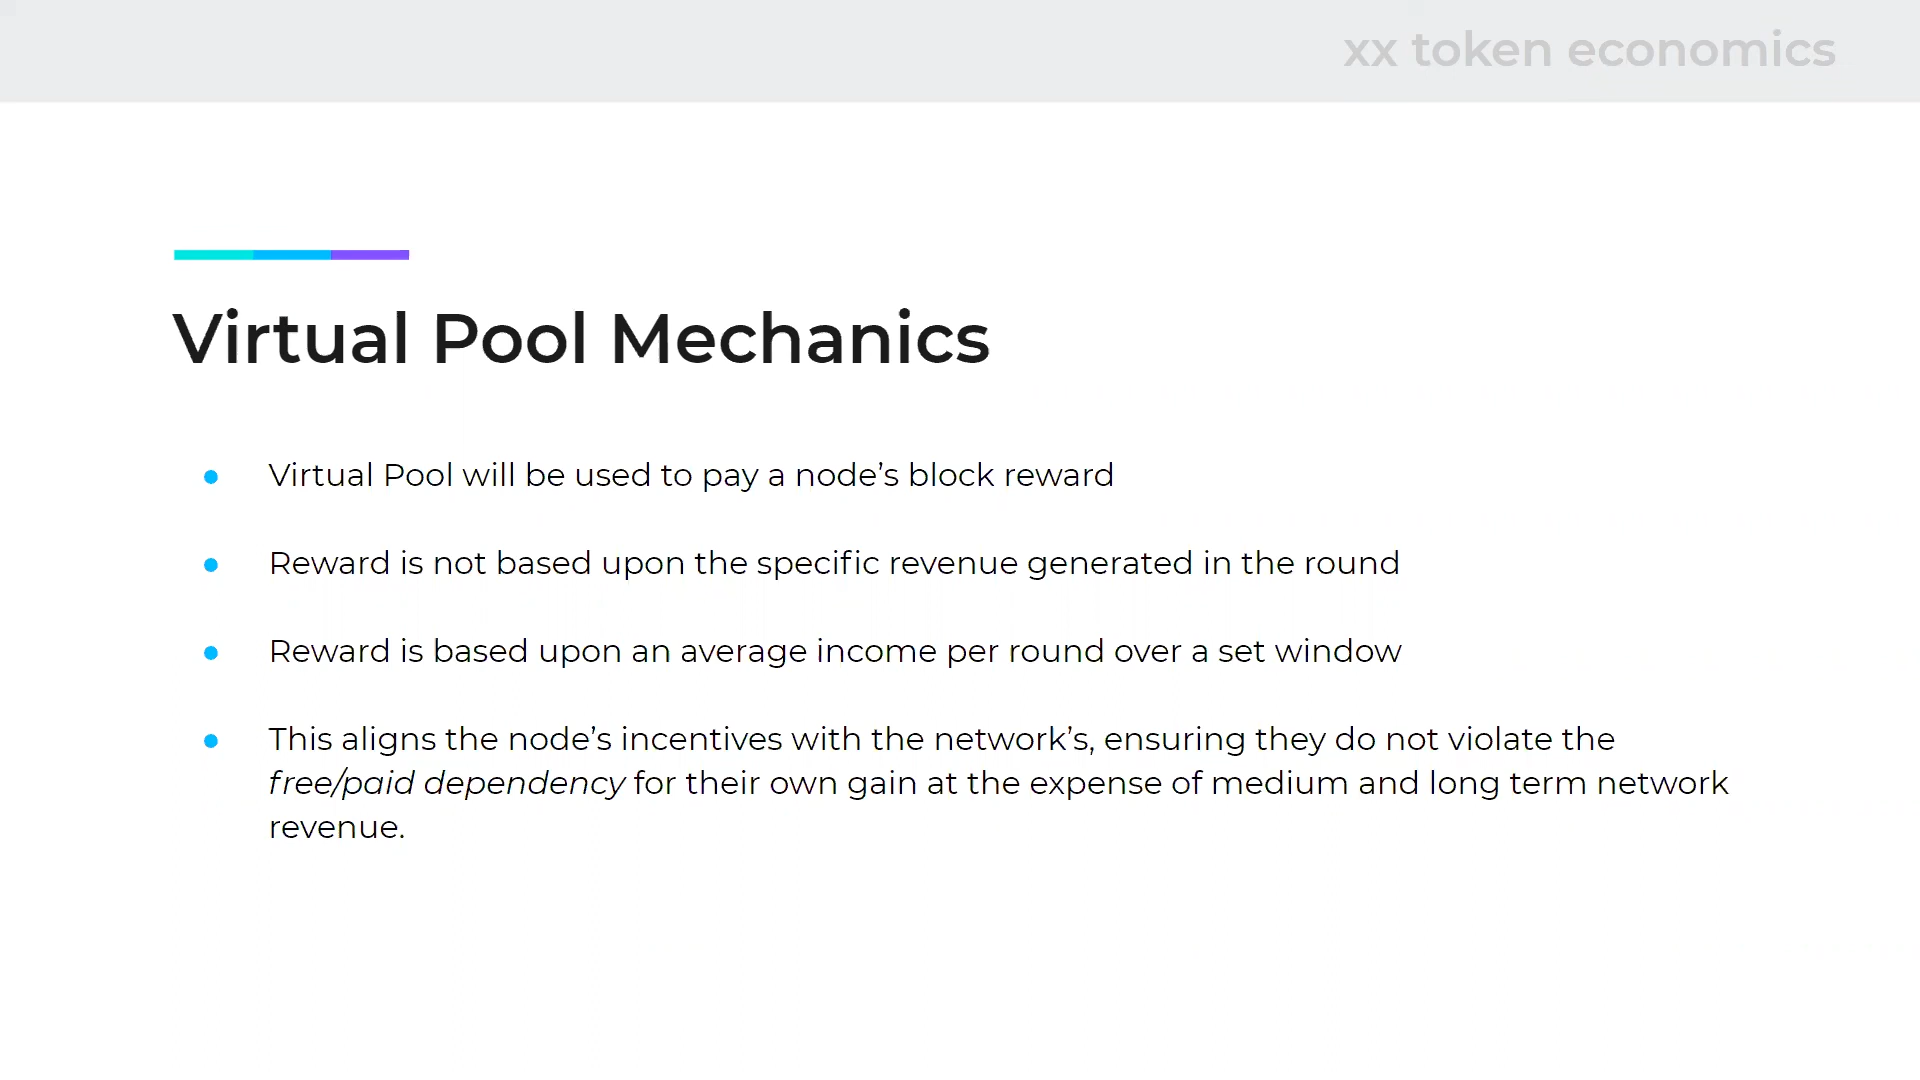 xx token economics
Virtual Pool Mechanics
● Virtual Pool will be used to pay a node’s block reward
● Reward is not based upon the specific revenue generated in the round
● Reward is based upon an average income per round over a set window
● This aligns the node’s incentives with the network’s, ensuring they do not violate the
free/paid dependency for their own gain at the expense of medium and long term network
revenue.